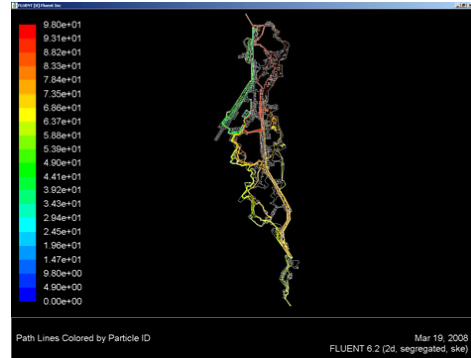 FLUENT [0] Fluent Inc
9.80e+01
9.31e+01
8.82e+01
8.33e+01
7.84e+01
7.35e+01
6.86e+01
6.37e+01
5.88e+01
5.39e+01
4.90e+01
4.41e+01
3.92e+01
3.43e+01
2.94e+01
2.45e+01
1.96e+01
1.47e+01
9.80e+00
4.90e+00
0.00e+00
Path Lines Colored by Particle ID
Mar 19, 2008
FLUENT 6.2 (2d, segregated, ske)